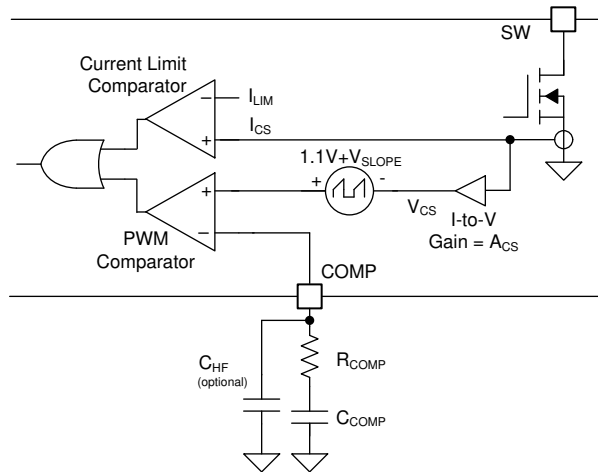 SW
Current Limit
Comparator
I_LIM
I_CS
−
+
1.1V+V_SLOPE
+ -
V_CS
I-to-V
Gain = A_CS
+
−
PWM
Comparator
COMP
C_HF
(optional)
R_COMP
C_COMP